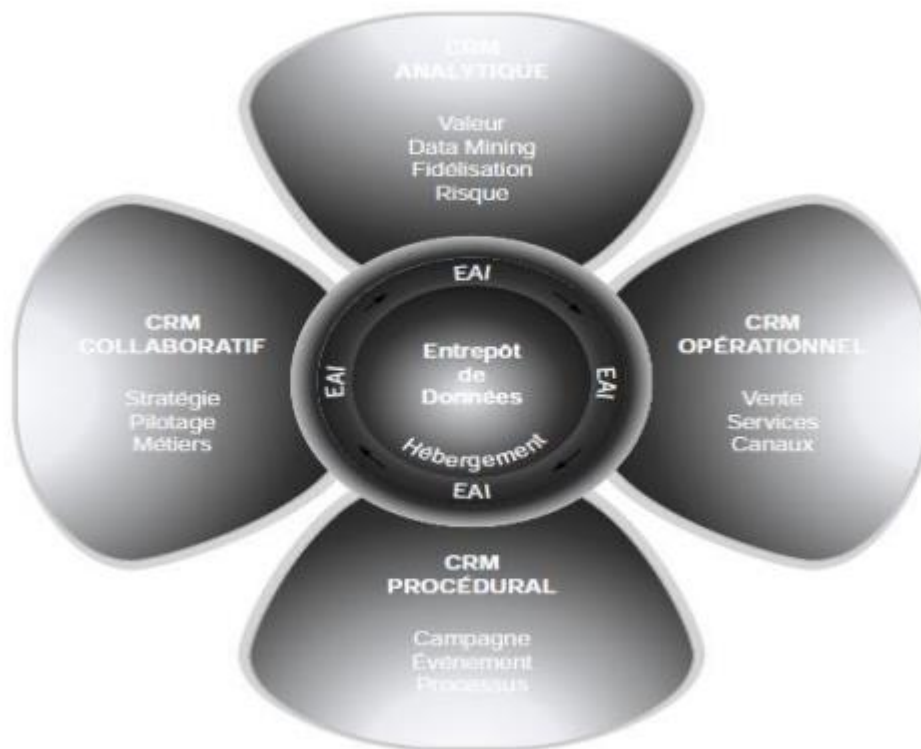 CRM
ANALYTIQUE
Valeur
Data Mining
Fidélisation
Risque
CRM
COLLABORATIF
Stratégie
Pilotage
Métiers
EAI
EAI
Entrepôt
de
Données
Hébergement
EAI
EAI
CRM
OPÉRATIONNEL
Vente
Services
Canaux
CRM
PROCÉDURAL
Campagne
Événement
Processus